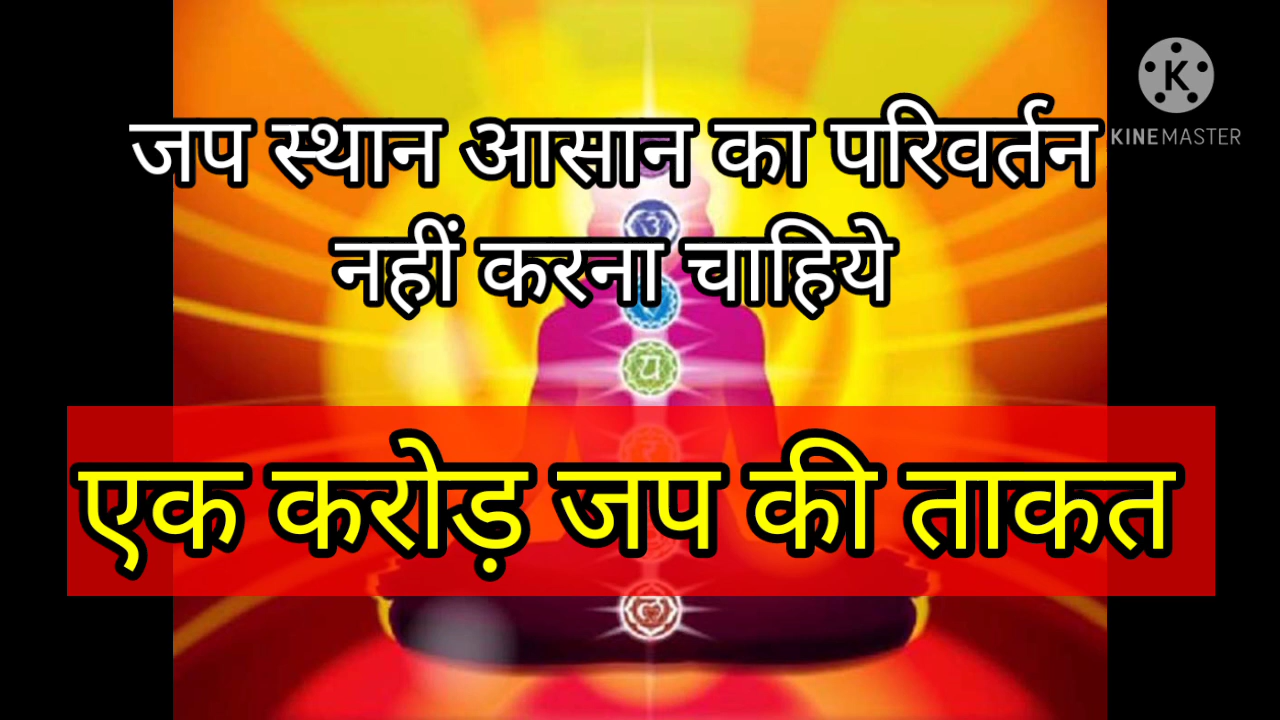 जप स्थान आसान का परिवर्तन
नहीं करना चाहिये
एक करोड़ जप की ताकत
K
KINEMASTER
य